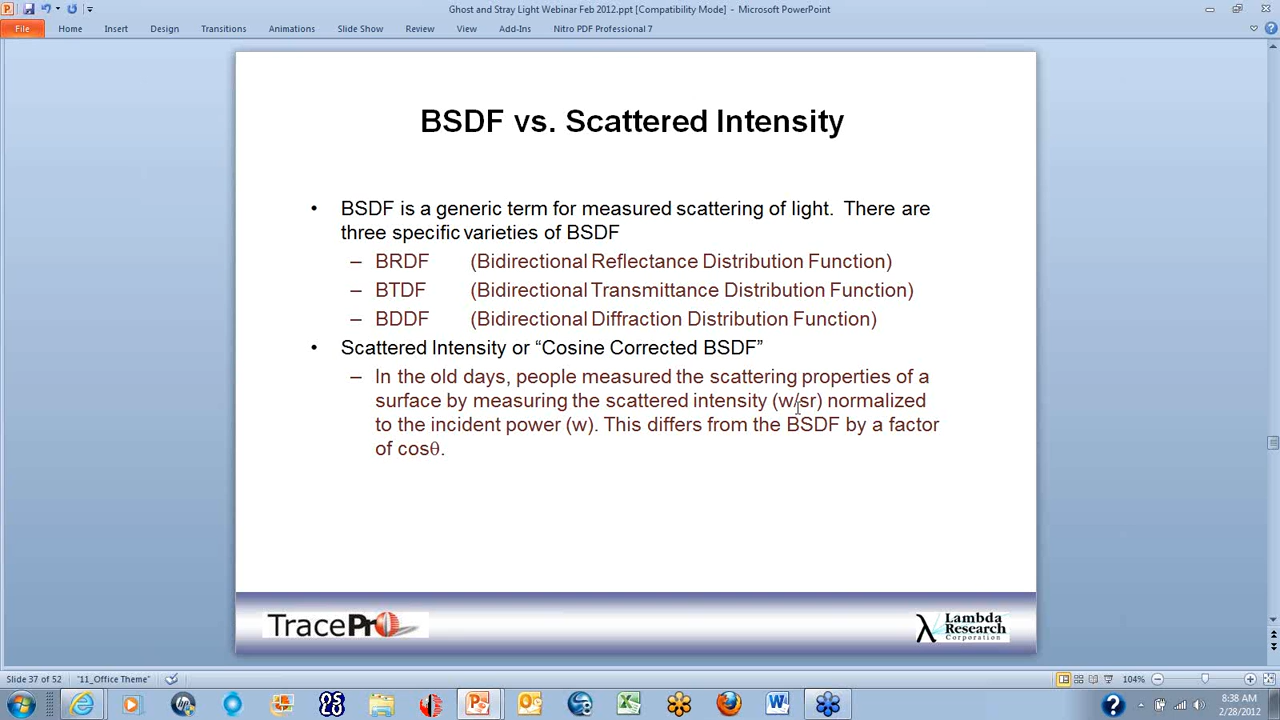 Ghost and Stray Light Webinar Feb 2012.ppt [Compatibility Mode] - Microsoft PowerPoint
File Home Insert Design Transitions Animations Slide Show Review View Add-Ins Nitro PDF Professional 7
BSDF vs. Scattered Intensity
• BSDF is a generic term for measured scattering of light. There are
three specific varieties of BSDF
– BRDF (Bidirectional Reflectance Distribution Function)
– BTDF (Bidirectional Transmittance Distribution Function)
– BDDF (Bidirectional Diffraction Distribution Function)
• Scattered Intensity or “Cosine Corrected BSDF”
– In the old days, people measured the scattering properties of a
surface by measuring the scattered intensity (w/sr) normalized
to the incident power (w). This differs from the BSDF by a factor
of cosθ.
TracePro
λ Lambda
Research
Corporation
Slide 37 of 52 "11_Office Theme" 104%
8:38 AM
2/28/2012